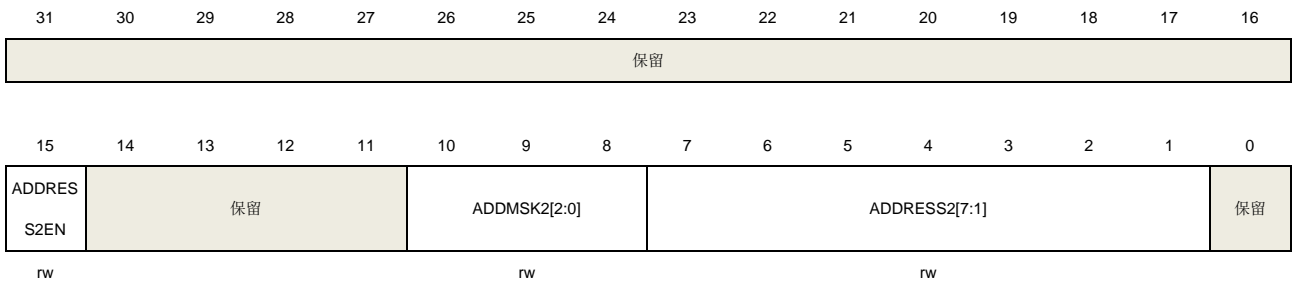 31 30 29 28 27 26 25 24 23 22 21 20 19 18 17 16
保留
15 14 13 12 11 10 9 8 7 6 5 4 3 2 1 0
ADDRES
S2EN
保留 ADDMSK2[2:0] ADDRESS2[7:1] 保留
rw rw rw